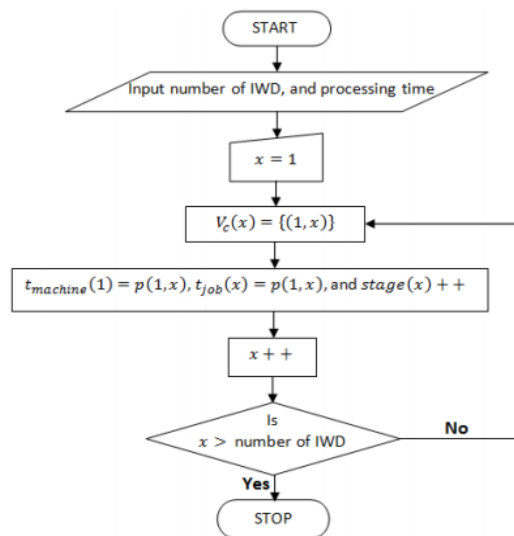 START
Input number of IWD, and processing time
x = 1
V_c(x) = {(1, x)}
t_machine(1) = p(1, x), t_job(x) = p(1, x), and stage(x) + +
x + +
Is
x > number of IWD
No
Yes
STOP